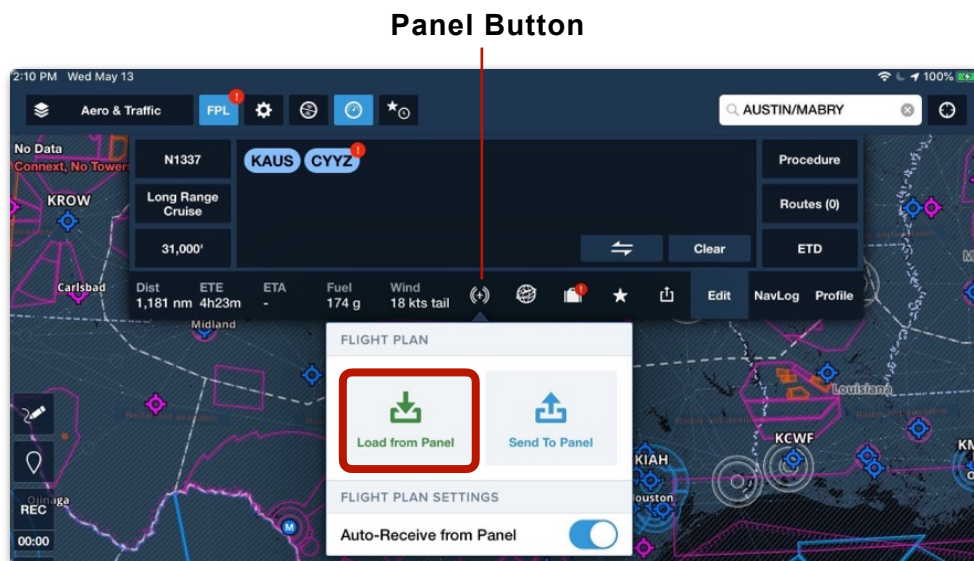 Panel Button
2:10 PM Wed May 13
100%
Aero & Traffic
FPL
AUSTIN/MABRY
No Data
Connext, No Tower
N1337
KAUS CYYZ
Procedure
KROW
Long Range
Cruise
Routes (0)
31,000'
Clear
ETD
Carlsbad
Dist ETE ETA Fuel Wind
1,181 nm 4h23m - 174 g 18 kts tail
Edit NavLog Profile
Midland
FLIGHT PLAN
Louisiana
Load from Panel
Send To Panel
KCWF
KIAH
FLIGHT PLAN SETTINGS
ouston
Ojinaga
REC
M
Auto-Receive from Panel
00:00